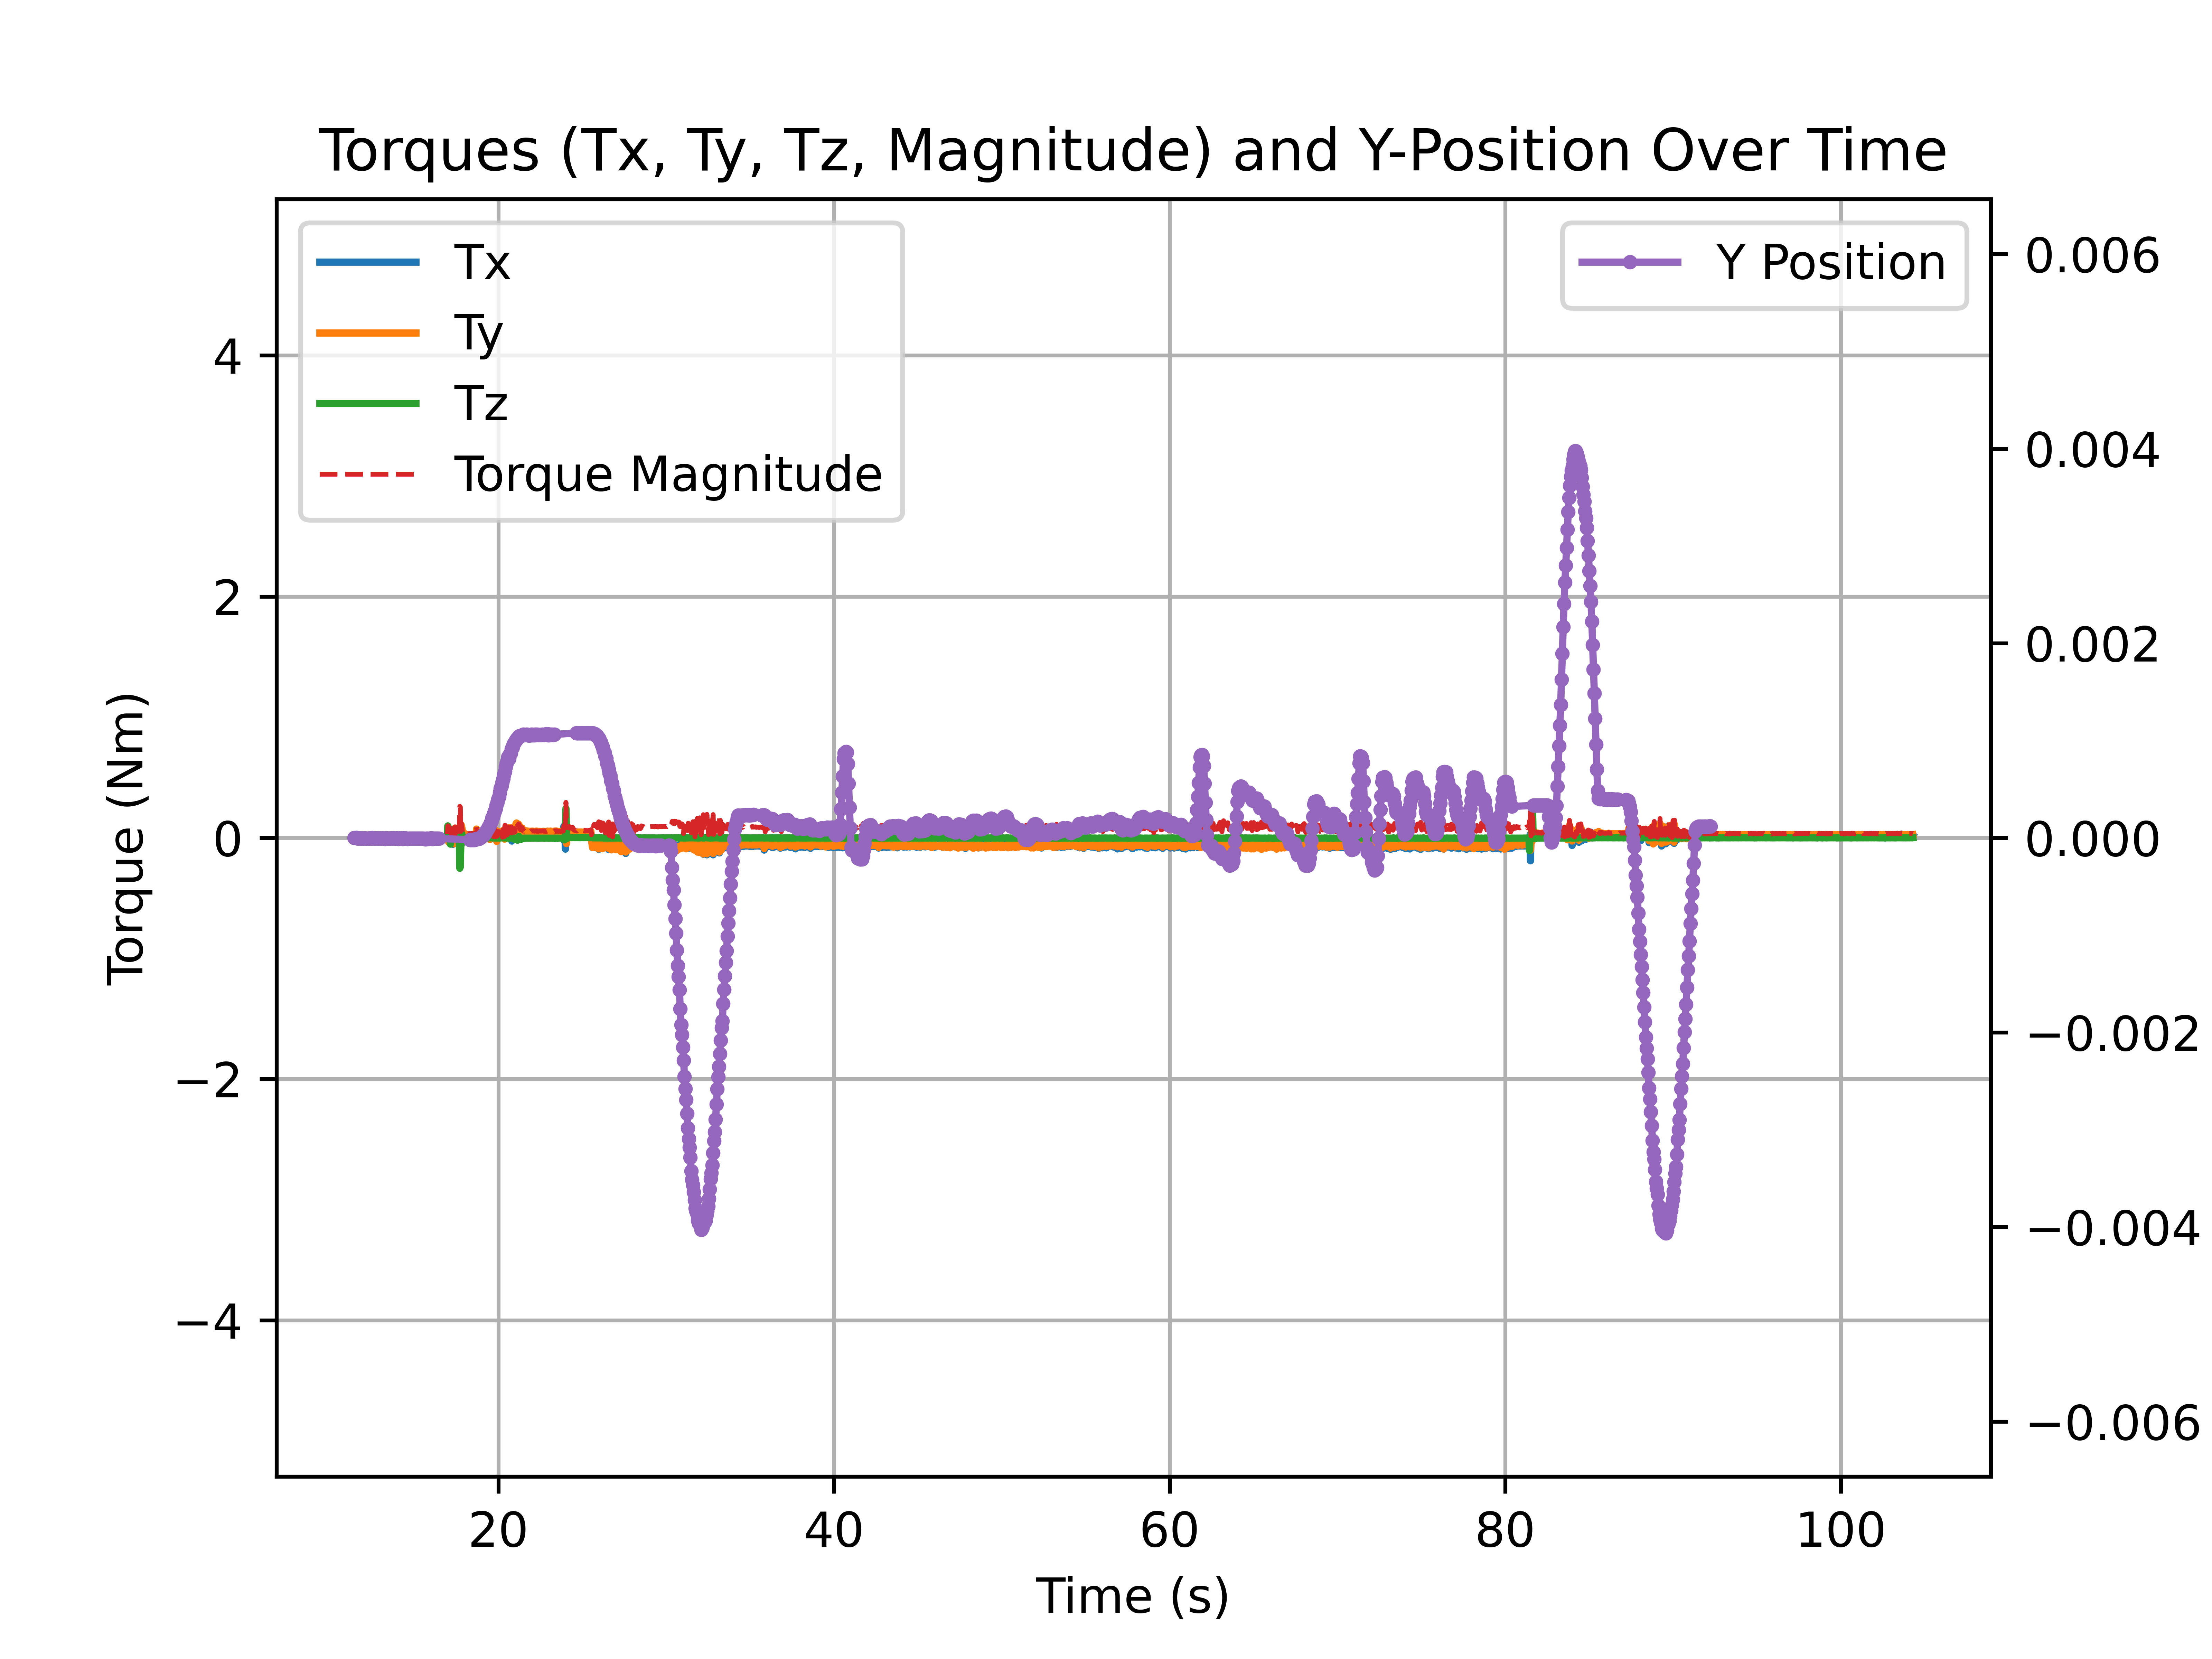 Torques (Tx, Ty, Tz, Magnitude) and Y-Position Over Time
Tx
Ty
Tz
Torque Magnitude
Y Position
Torque (Nm)
4
2
0
−2
−4
0.006
0.004
0.002
0.000
−0.002
−0.004
−0.006
20
40
60
80
100
Time (s)